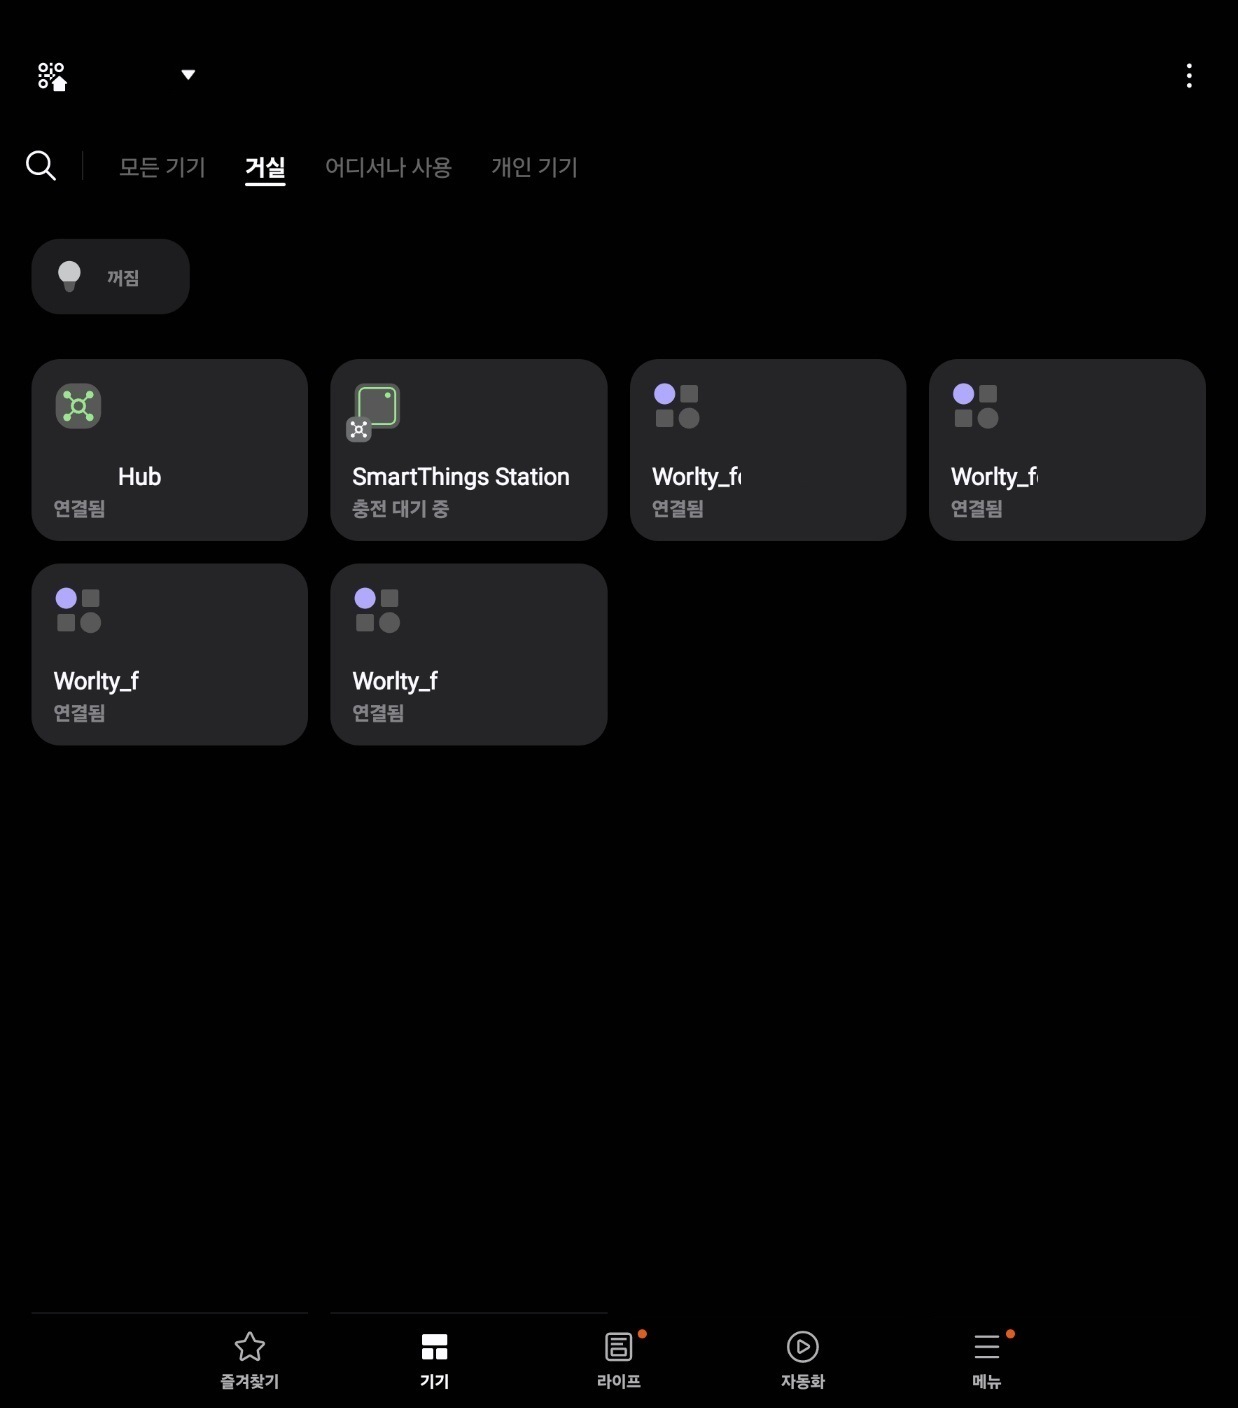 모든 기기 거실 어디서나 사용 개인 기기
꺼짐
Hub
연결됨
SmartThings Station
충전 대기 중
Worlty_f
연결됨
Worlty_f
연결됨
Worlty_f
연결됨
Worlty_f
연결됨
즐겨찾기
기기
라이프
자동화
메뉴